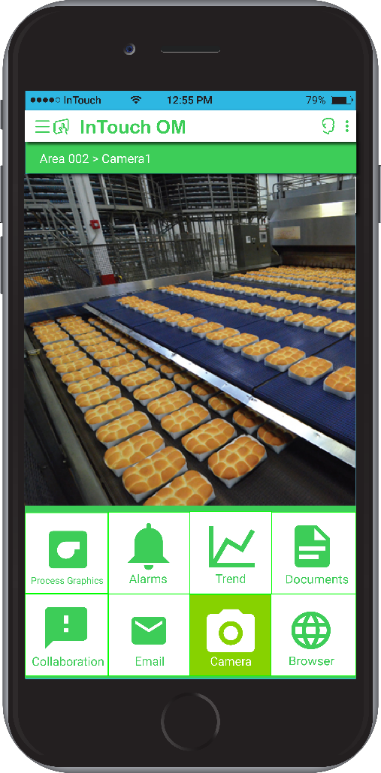 InTouch 12:55 PM 79%
InTouch OM
Area 002 > Camera1
Process Graphics Alarms Trend Documents
Collaboration Email Camera Browser